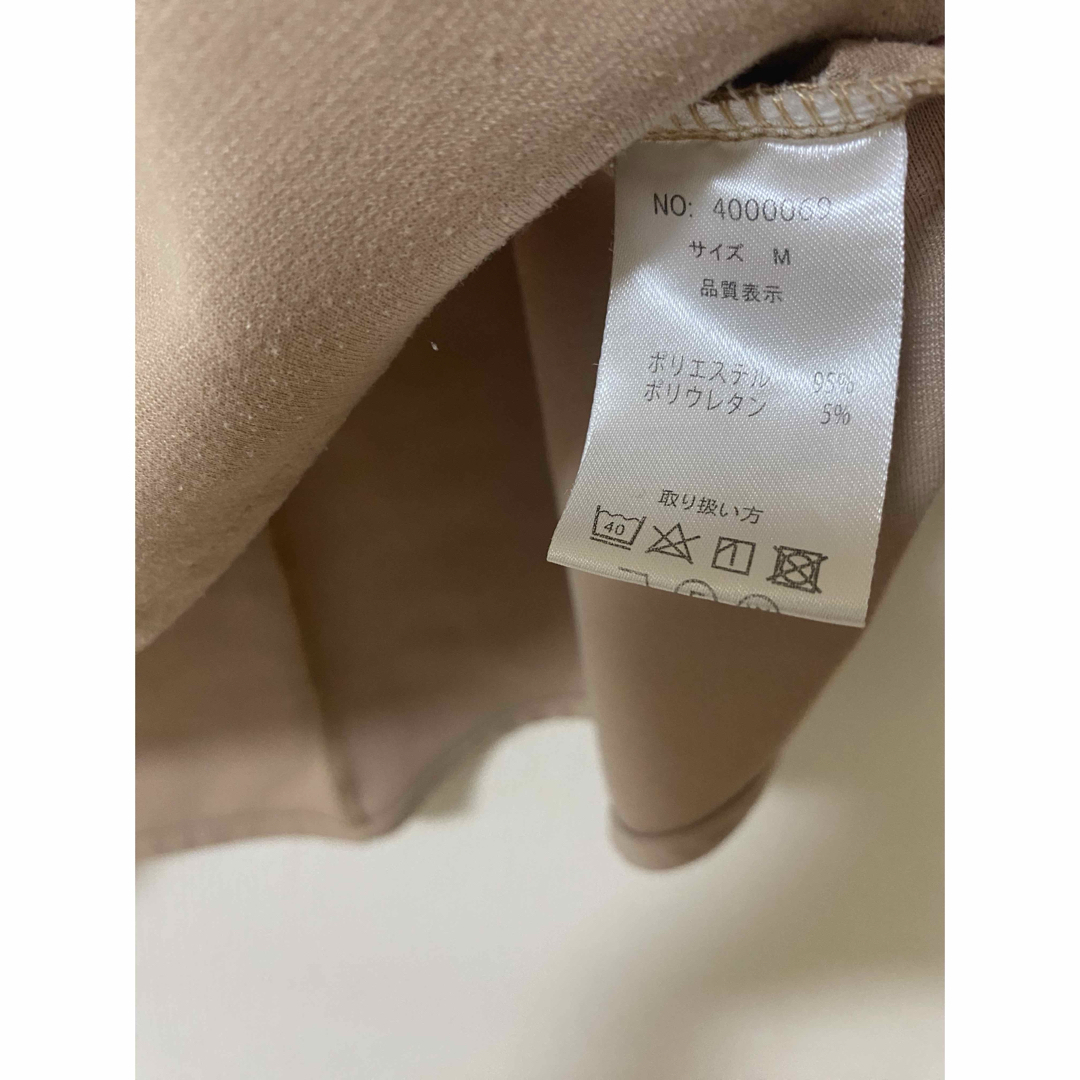 NO: 4000069
サイズ M
品質表示
ポリエステル 95%
ポリウレタン 5%
取り扱い方
40